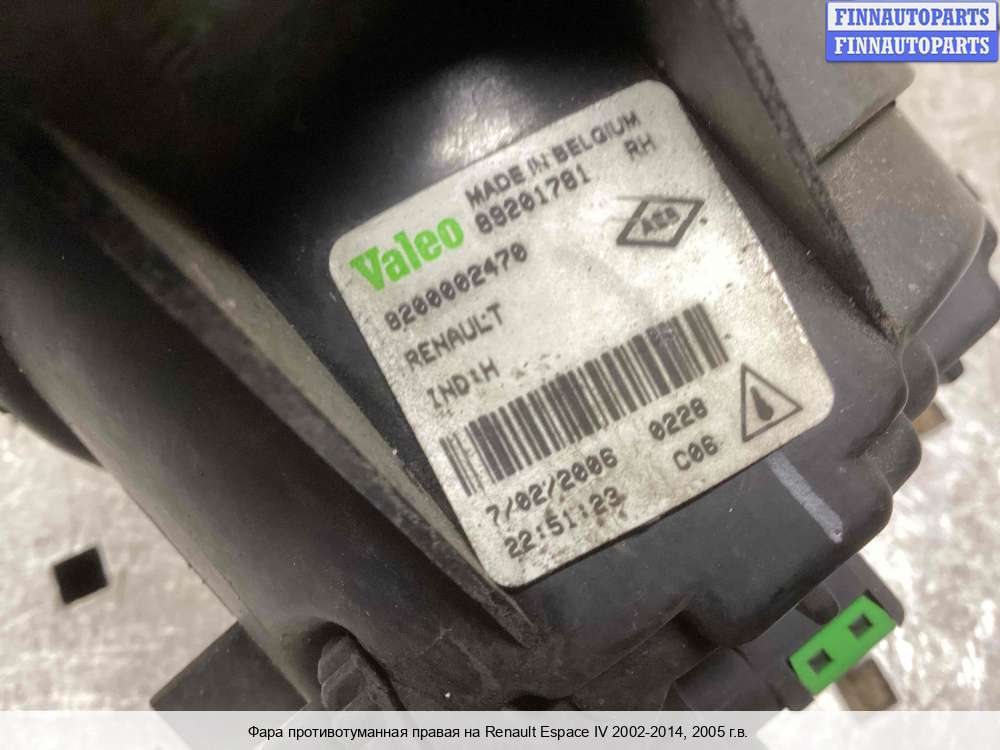 FINNAUTOPARTS
FINNAUTOPARTS
Valeo MADE IN BELGIUM
89201781 RH
8200002470
RENAULT
IND:H
0228
7/02/2006 C06
22:51:23
Фара противотуманная правая на Renault Espace IV 2002-2014, 2005 г.в.